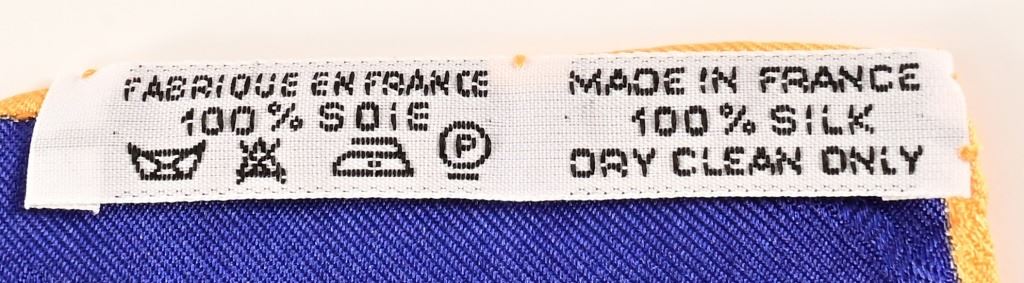 FABRIQUE EN FRANCE
100% SOIE
P
MADE IN FRANCE
100% SILK
DRY CLEAN ONLY